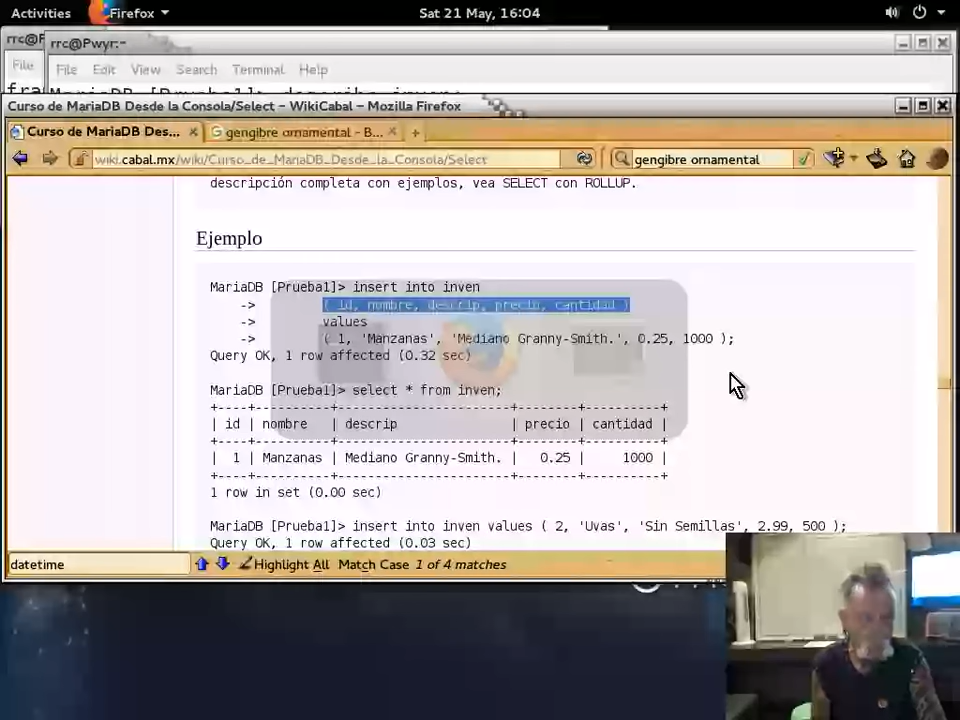 Activities Firefox Sat 21 May, 16:04
rrc@P rrc@Pwyr:~
File File Edit View Search Terminal Help
Curso de MariaDB Desde la Consola/Select - WikiCabal - Mozilla Firefox
Curso de MariaDB Des... gengibre ornamental - B...
wiki.cabal.mx/wiki/Curso_de_MariaDB_Desde_la_Consola/Select gengibre ornamental
descripción completa con ejemplos, vea SELECT con ROLLUP.
Ejemplo
MariaDB [Prueba1]> insert into inven
-> ( id, nombre, descrip, precio, cantidad )
-> values
-> ( 1, 'Manzanas', 'Mediano Granny-Smith.', 0.25, 1000 );
Query OK, 1 row affected (0.32 sec)
MariaDB [Prueba1]> select * from inven;
+----+----------+-----------------------+--------+----------+
| id | nombre | descrip | precio | cantidad |
+----+----------+-----------------------+--------+----------+
| 1 | Manzanas | Mediano Granny-Smith. | 0.25 | 1000 |
+----+----------+-----------------------+--------+----------+
1 row in set (0.00 sec)
MariaDB [Prueba1]> insert into inven values ( 2, 'Uvas', 'Sin Semillas', 2.99, 500 );
Query OK, 1 row affected (0.03 sec)
datetime Highlight All Match Case 1 of 4 matches